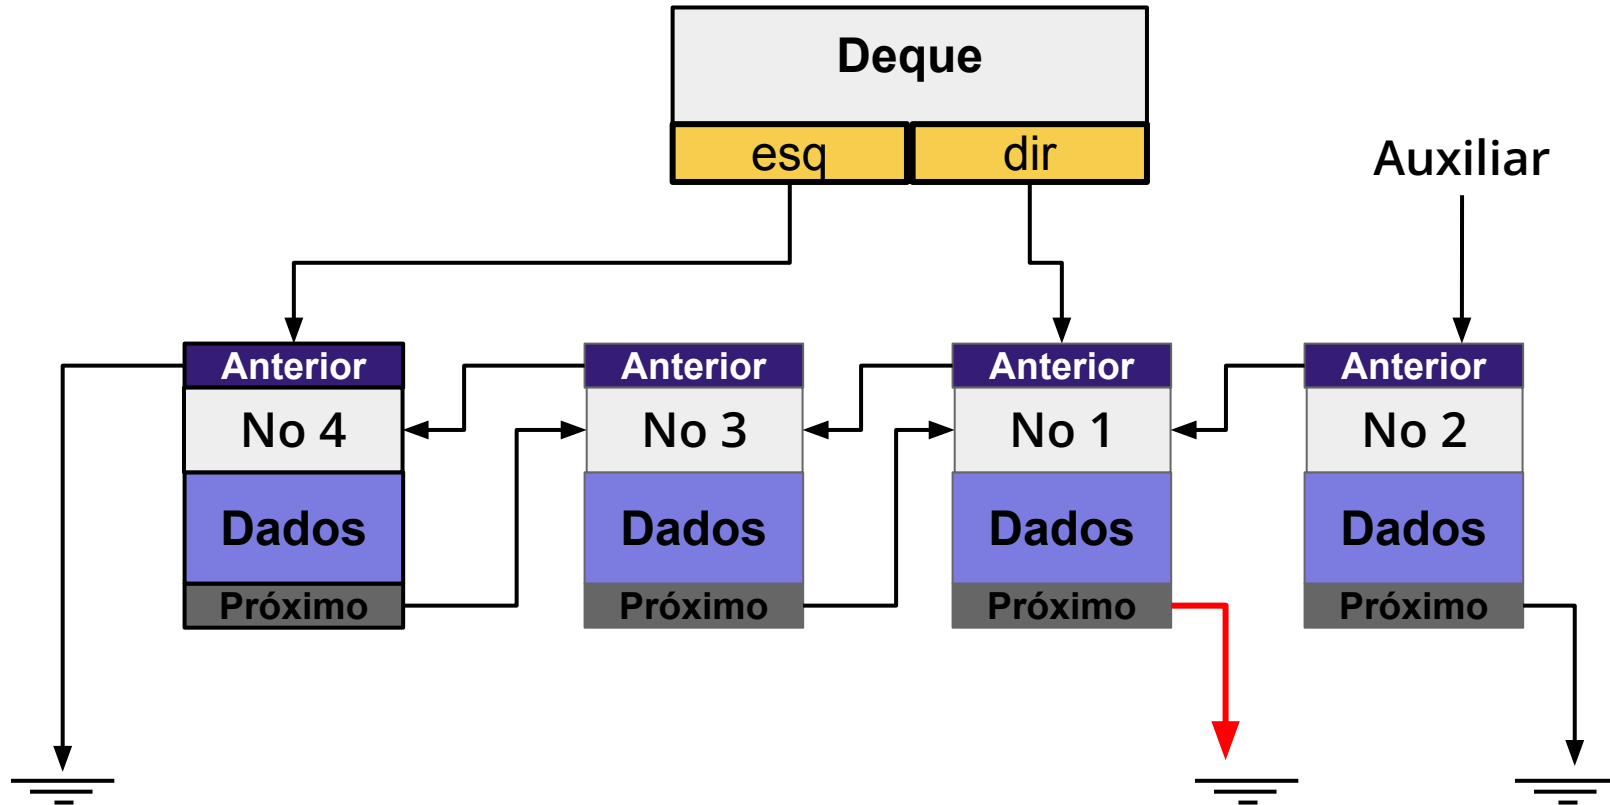 Deque
esq dir
Auxiliar
Anterior Anterior Anterior Anterior
No 4 No 3 No 1 No 2
Dados Dados Dados Dados
Próximo Próximo Próximo Próximo